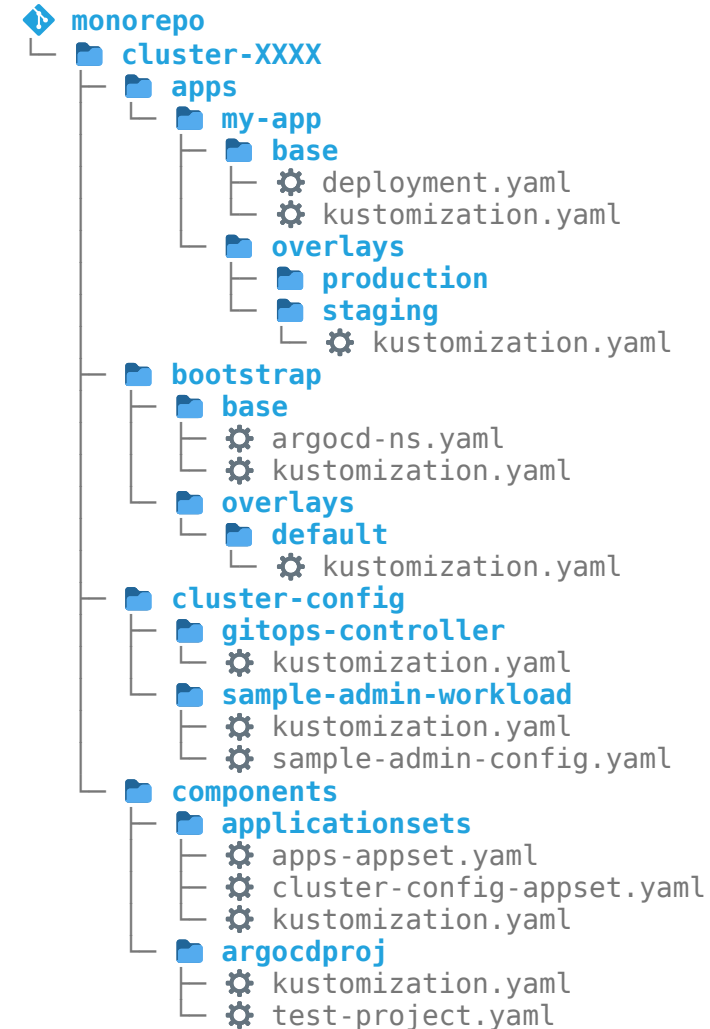 monorepo
cluster-XXXX
apps
my-app
base
deployment.yaml
kustomization.yaml
overlays
production
staging
kustomization.yaml
bootstrap
base
argocd-ns.yaml
kustomization.yaml
overlays
default
kustomization.yaml
cluster-config
gitops-controller
kustomization.yaml
sample-admin-workload
kustomization.yaml
sample-admin-config.yaml
components
applicationsets
apps-appset.yaml
cluster-config-appset.yaml
kustomization.yaml
argocdproj
kustomization.yaml
test-project.yaml